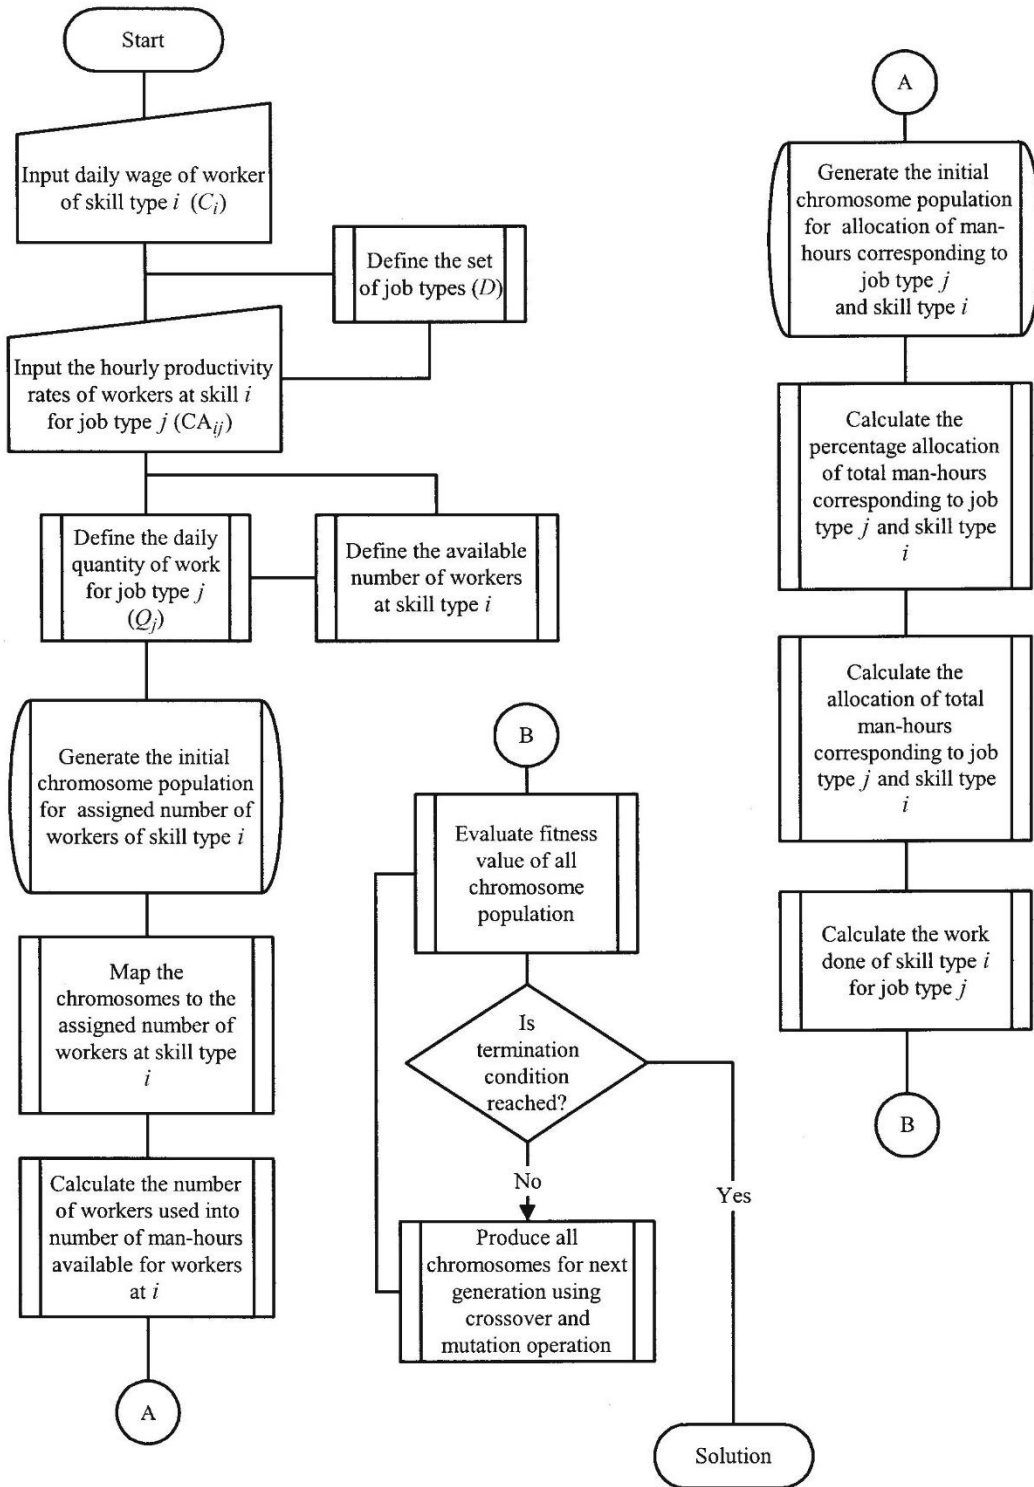 Start
Input daily wage of worker
of skill type i (C_i)
Define the set
of job types (D)
Input the hourly productivity
rates of workers at skill i
for job type j (CA_ij)
Define the daily
quantity of work
for job type j
(Q_j)
Define the available
number of workers
at skill type i
Generate the initial
chromosome population
for assigned number of
workers of skill type i
Map the
chromosomes to the
assigned number of
workers at skill type
i
Calculate the number
of workers used into
number of man-hours
available for workers
at i
A
A
Generate the initial
chromosome population
for allocation of man-
hours corresponding to
job type j
and skill type i
Calculate the
percentage allocation
of total man-hours
corresponding to job
type j and skill type
i
Calculate the
allocation of total
man-hours
corresponding to job
type j and skill type
i
Calculate the work
done of skill type i
for job type j
B
B
Evaluate fitness
value of all
chromosome
population
Is
termination
condition
reached?
No
Yes
Produce all
chromosomes for next
generation using
crossover and
mutation operation
Solution